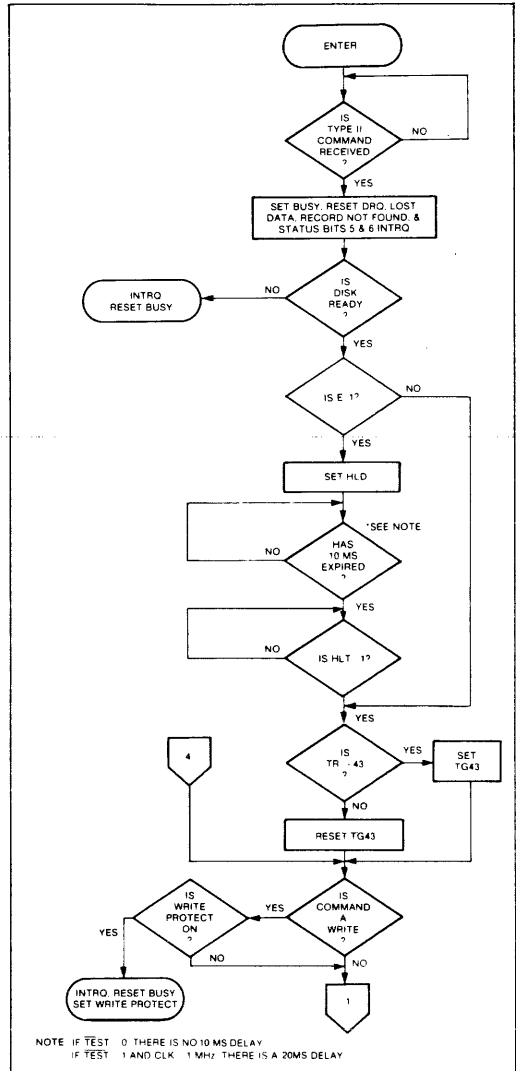 ENTER
IS
TYPE II
COMMAND
RECEIVED
?
NO
YES
SET BUSY, RESET DRQ, LOST
DATA, RECORD NOT FOUND, &
STATUS BITS 5 & 6 INTRQ
IS
DISK
READY
?
NO
INTRQ
RESET BUSY
YES
IS E 1?
NO
YES
SET HLD
*SEE NOTE
HAS
10 MS
EXPIRED
?
NO
YES
IS HLT 1?
NO
YES
4
IS
TR 43
?
YES
SET
TG43
NO
RESET TG43
IS
COMMAND
A
WRITE
?
YES
IS
WRITE
PROTECT
ON
?
YES
NO
NO
INTRQ, RESET BUSY
SET WRITE PROTECT
1
NOTE IF TEST 0 THERE IS NO 10 MS DELAY
IF TEST 1 AND CLK 1 MHz THERE IS A 20MS DELAY